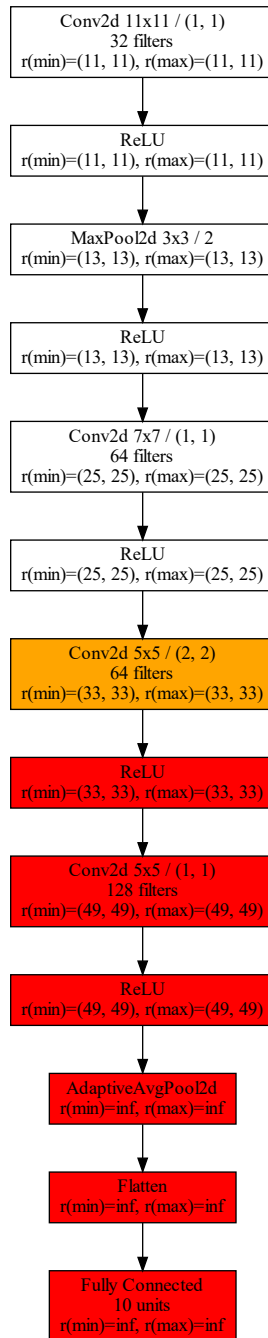 Conv2d 11x11 / (1, 1)
32 filters
r(min)=(11, 11), r(max)=(11, 11)
ReLU
r(min)=(11, 11), r(max)=(11, 11)
MaxPool2d 3x3 / 2
r(min)=(13, 13), r(max)=(13, 13)
ReLU
r(min)=(13, 13), r(max)=(13, 13)
Conv2d 7x7 / (1, 1)
64 filters
r(min)=(25, 25), r(max)=(25, 25)
ReLU
r(min)=(25, 25), r(max)=(25, 25)
Conv2d 5x5 / (2, 2)
64 filters
r(min)=(33, 33), r(max)=(33, 33)
ReLU
r(min)=(33, 33), r(max)=(33, 33)
Conv2d 5x5 / (1, 1)
128 filters
r(min)=(49, 49), r(max)=(49, 49)
ReLU
r(min)=(49, 49), r(max)=(49, 49)
AdaptiveAvgPool2d
r(min)=inf, r(max)=inf
Flatten
r(min)=inf, r(max)=inf
Fully Connected
10 units
r(min)=inf, r(max)=inf